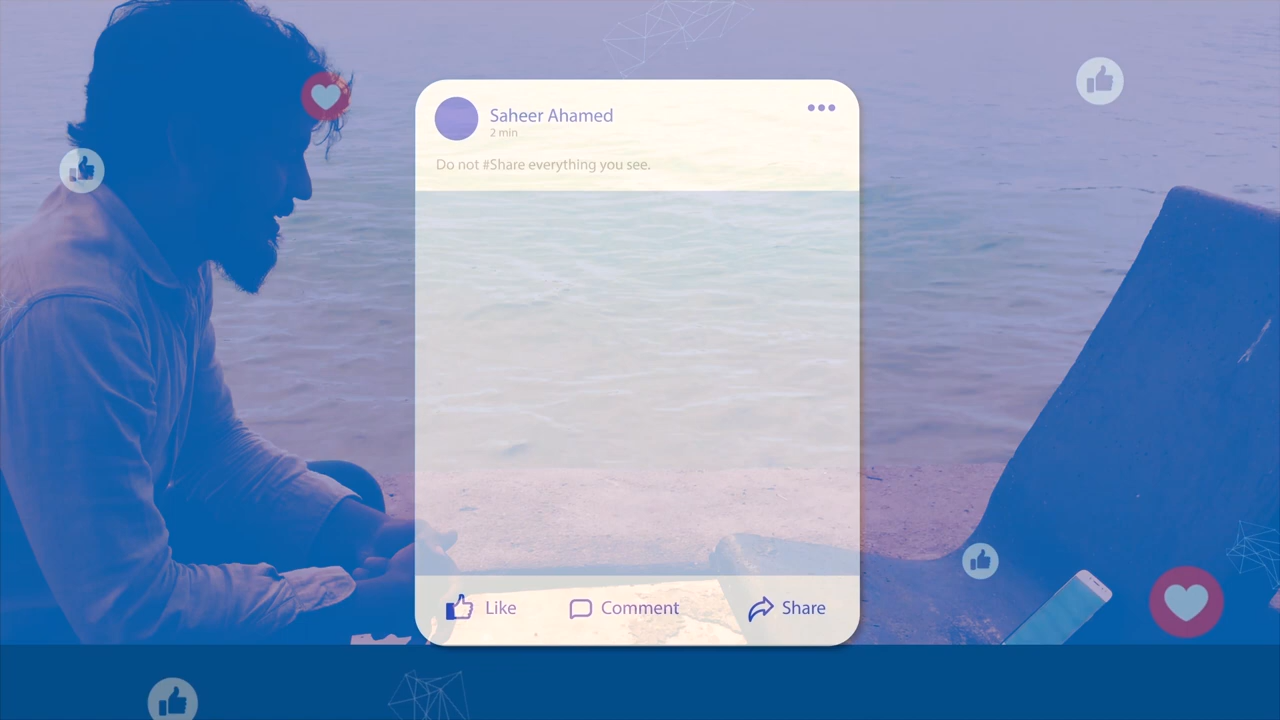 Saheer Ahamed
2 min
Do not #Share everything you see.
Like
Comment
Share